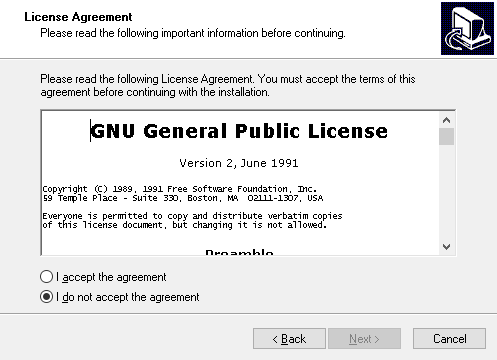 License Agreement
Please read the following important information before continuing.
Please read the following License Agreement. You must accept the terms of this
agreement before continuing with the installation.
GNU General Public License
Version 2, June 1991
Copyright (C) 1989, 1991 Free Software Foundation, Inc.
59 Temple Place - Suite 330, Boston, MA  02111-1307, USA
Everyone is permitted to copy and distribute verbatim copies
of this license document, but changing it is not allowed.
Preamble
I accept the agreement
I do not accept the agreement
< Back
Next >
Cancel